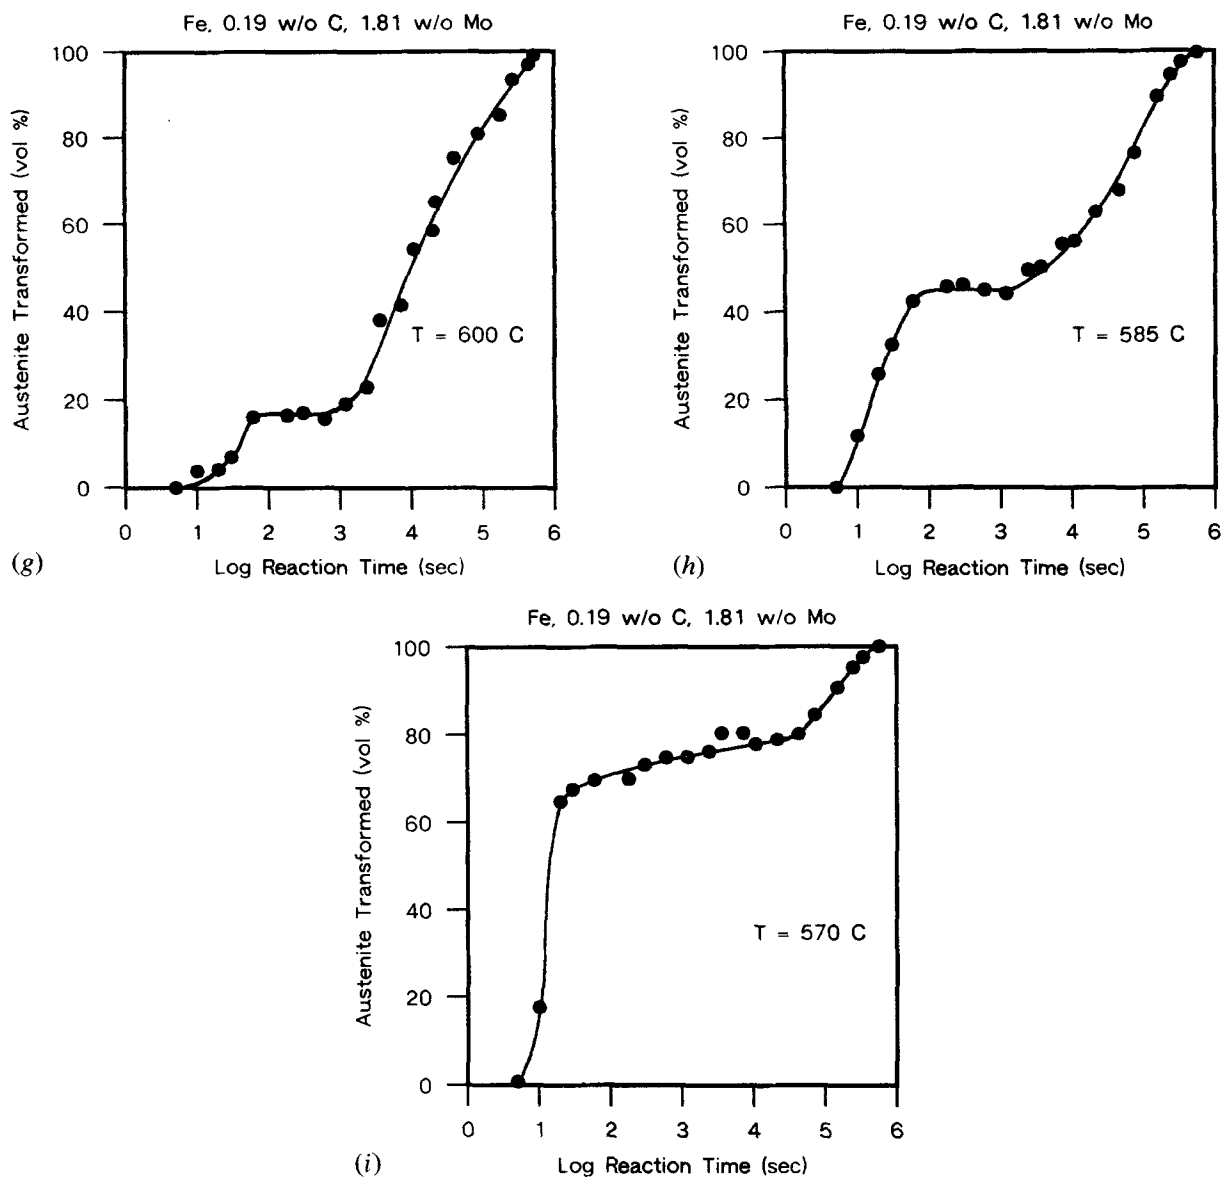 Fe, 0.19 w/o C, 1.81 w/o Mo
100
80
60
40
20
0
Austenite Transformed (vol %)
T = 600 C
0 1 2 3 4 5 6
Log Reaction Time (sec)
(g)
Fe, 0.19 w/o C, 1.81 w/o Mo
100
80
60
40
20
0
Austenite Transformed (vol %)
T = 585 C
0 1 2 3 4 5 6
Log Reaction Time (sec)
(h)
Fe, 0.19 w/o C, 1.81 w/o Mo
100
80
60
40
20
0
Austenite Transformed (vol %)
T = 570 C
0 1 2 3 4 5 6
Log Reaction Time (sec)
(i)